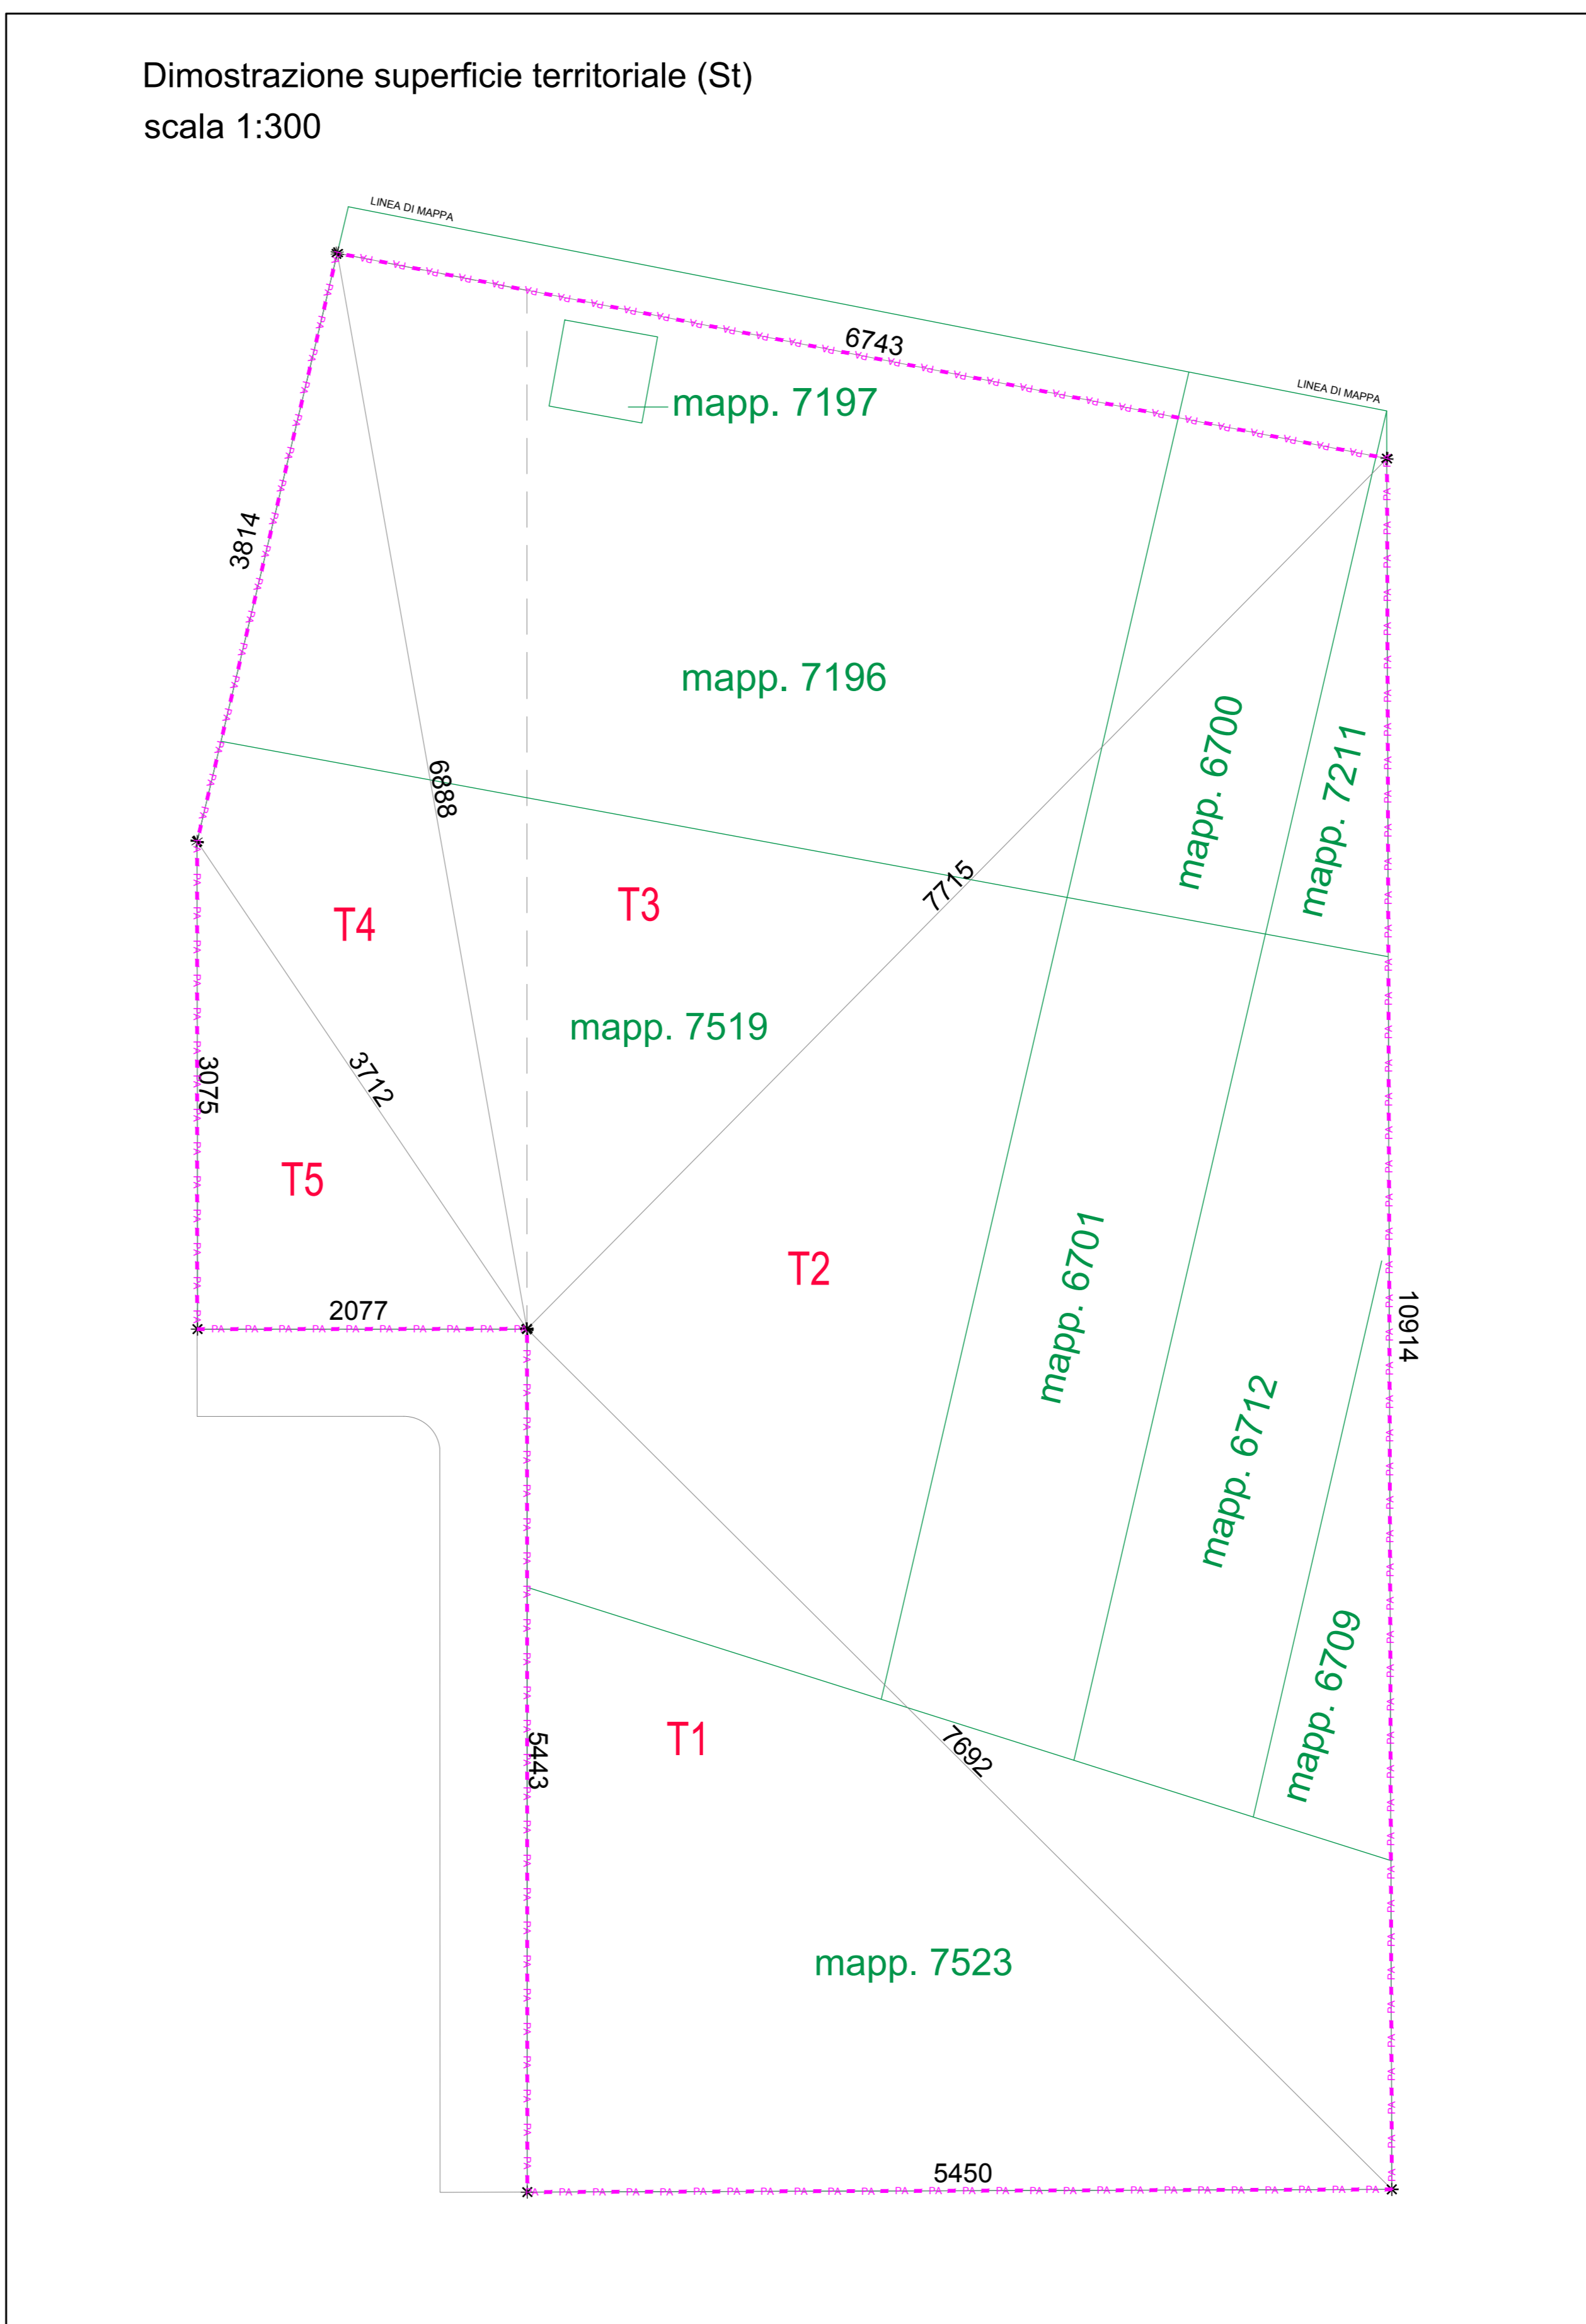 Dimostrazione superficie territoriale (St)
scala 1:300
LINEA DI MAPPA
6743
LINEA DI MAPPA
mapp. 7197
3814
mapp. 7196
6888
mapp. 6700
mapp. 7211
7715
T4
T3
mapp. 7519
3712
3075
T5
T2
mapp. 6701
2077
10914
mapp. 6712
mapp. 6709
T1
5443
7692
mapp. 7523
5450